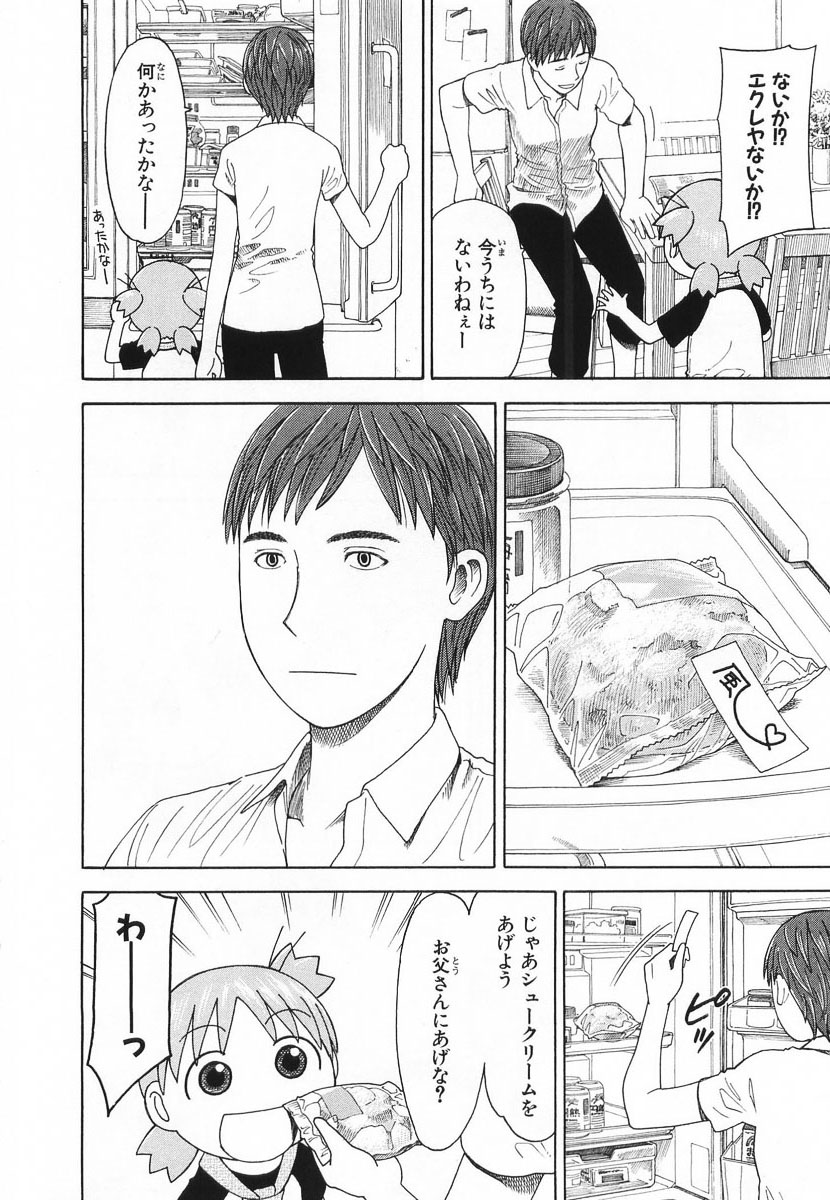 ないか!?
エクレヤないか!?
今うちには
ないわねぇー
何かあったかなー
あったかなー
風
ピッ
じゃあシュークリームを
あげよう
お父さんにあげな?
わーっ